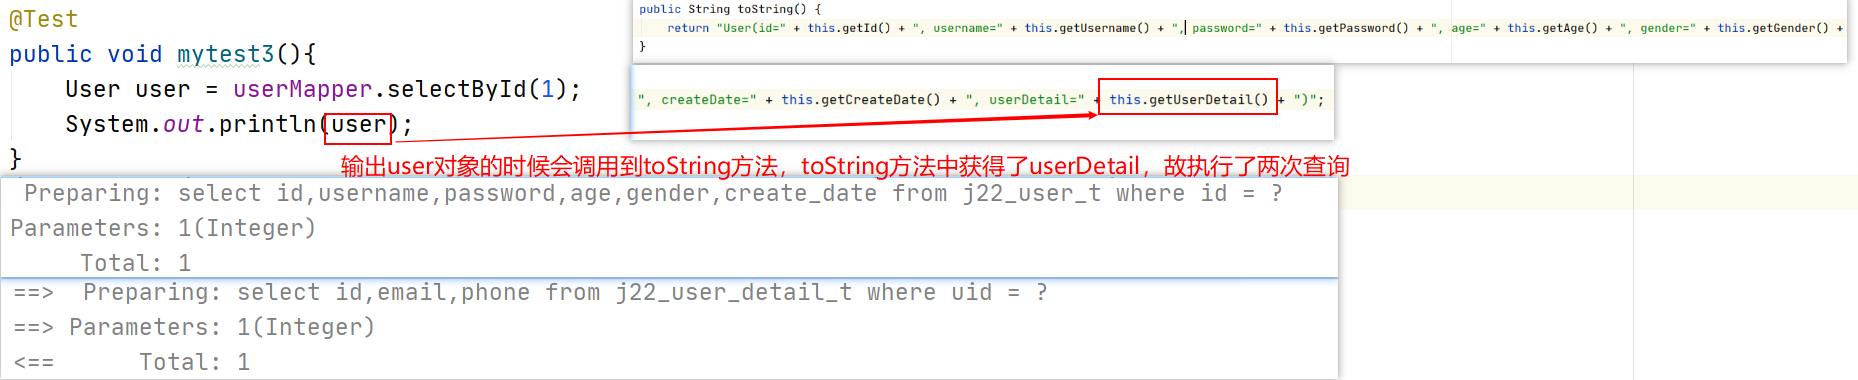 @Test
public void mytest3(){
User user = userMapper.selectById(1);
System.out.println(user);
}
public String toString() {
return "User(id=" + this.getId() + ", username=" + this.getUsername() + ", password=" + this.getPassword() + ", age=" + this.getAge() + ", gender=" + this.getGender() +
}
", createDate=" + this.getCreateDate() + ", userDetail=" + this.getUserDetail() + ")";
输出user对象的时候会调用到toString方法，toString方法中获得了userDetail，故执行了两次查询
Preparing: select id,username,password,age,gender,create_date from j22_user_t where id = ?
Parameters: 1(Integer)
Total: 1
==>  Preparing: select id,email,phone from j22_user_detail_t where uid = ?
==> Parameters: 1(Integer)
<==      Total: 1